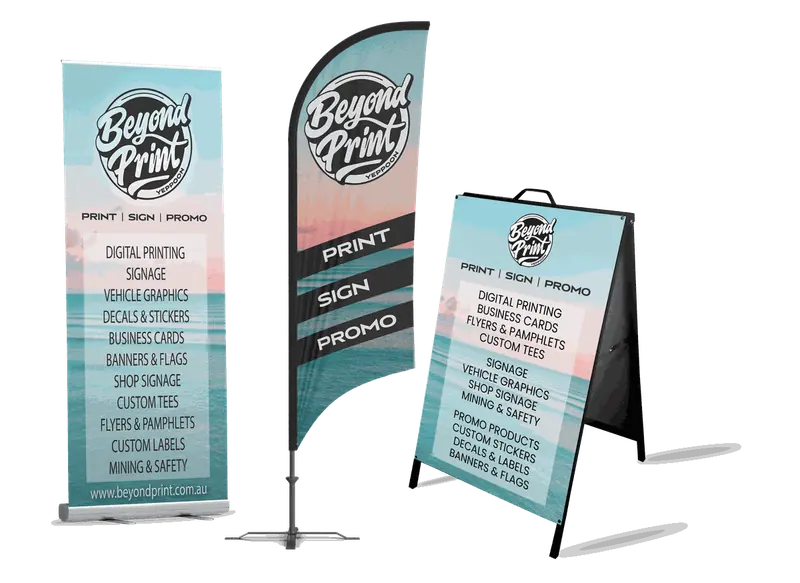 Beyond
Print
YEPPOON
PRINT | SIGN | PROMO
DIGITAL PRINTING
SIGNAGE
VEHICLE GRAPHICS
DECALS & STICKERS
BUSINESS CARDS
BANNERS & FLAGS
SHOP SIGNAGE
CUSTOM TEES
FLYERS & PAMPHLETS
CUSTOM LABELS
MINING & SAFETY
www.beyondprint.com.au
Beyond
Print
YEPPOON
PRINT
SIGN
PROMO
Beyond
Print
YEPPOON
PRINT | SIGN | PROMO
DIGITAL PRINTING
BUSINESS CARDS
FLYERS & PAMPHLETS
CUSTOM TEES
SIGNAGE
VEHICLE GRAPHICS
SHOP SIGNAGE
MINING & SAFETY
PROMO PRODUCTS
CUSTOM STICKERS
DECALS & LABELS
BANNERS & FLAGS